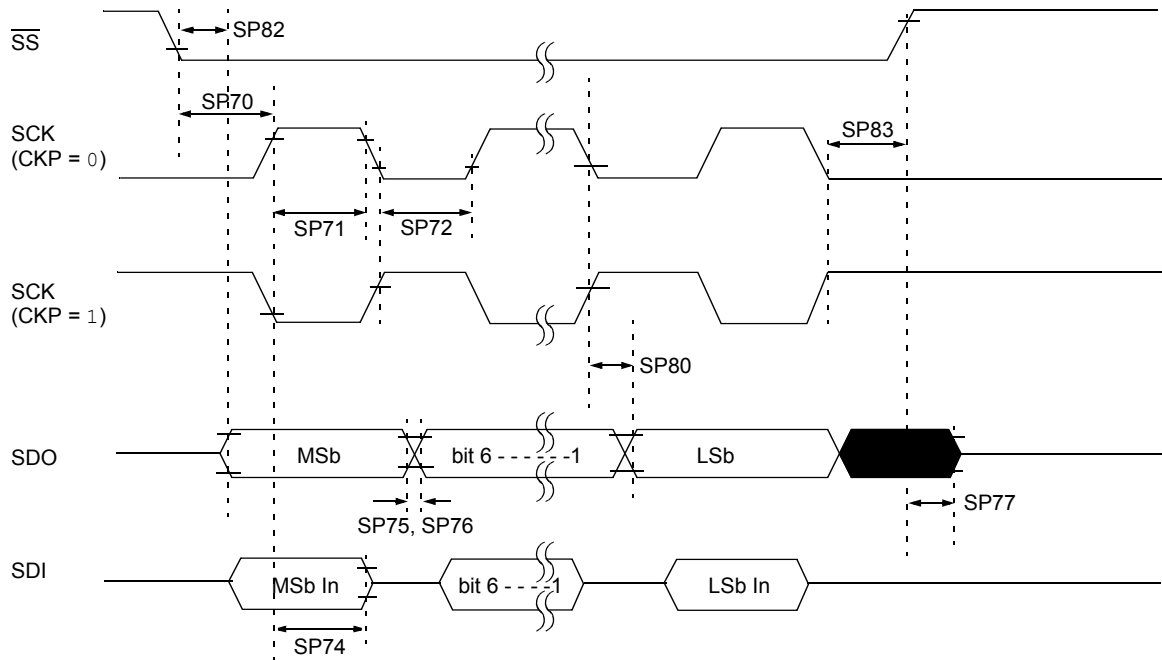 SS
SP82
SP70
SCK
(CKP = 0)
SP83
SP71
SP72
SCK
(CKP = 1)
SP80
SDO
MSb
bit 6 - - - - - -1
LSb
SP75, SP76
SP77
SDI
MSb In
bit 6 - - - -1
LSb In
SP74